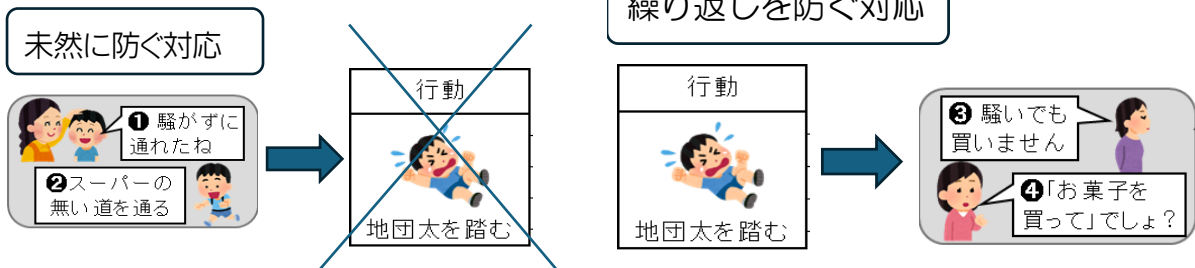 未然に防ぐ対応
❶ 騒がずに
通れたね
❷スーパーの
無い道を通る
行動
地団太を踏む
繰り返しを防ぐ対応
行動
地団太を踏む
❸ 騒いでも
買いません
❹「お菓子を
買って」でしょ？